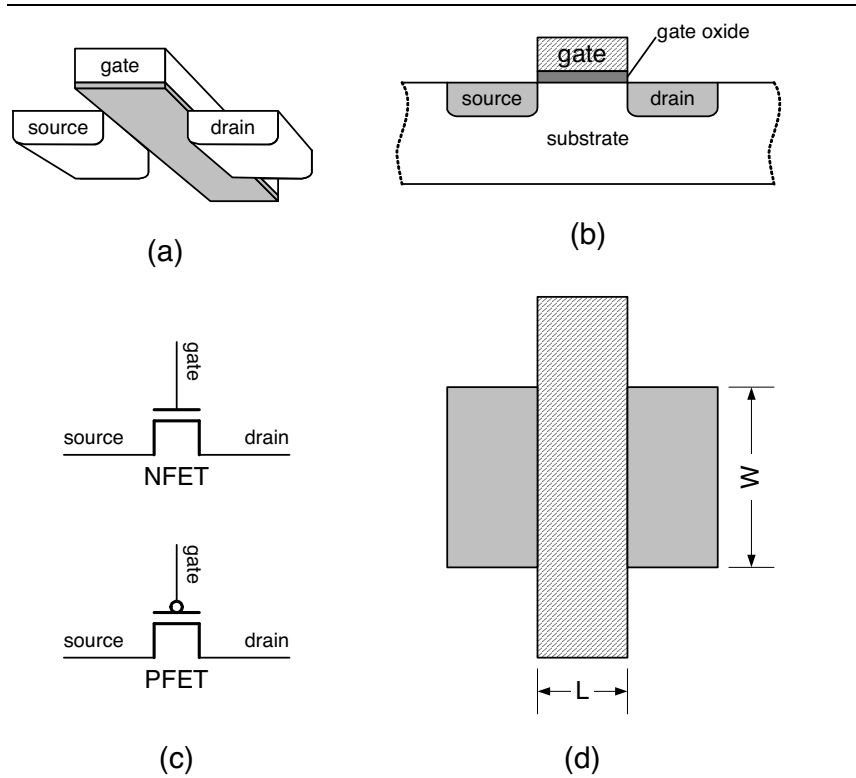 gate
source
drain
(a)
gate oxide
gate
source
drain
substrate
(b)
gate
source
drain
NFET
gate
source
drain
PFET
(c)
W
L
(d)